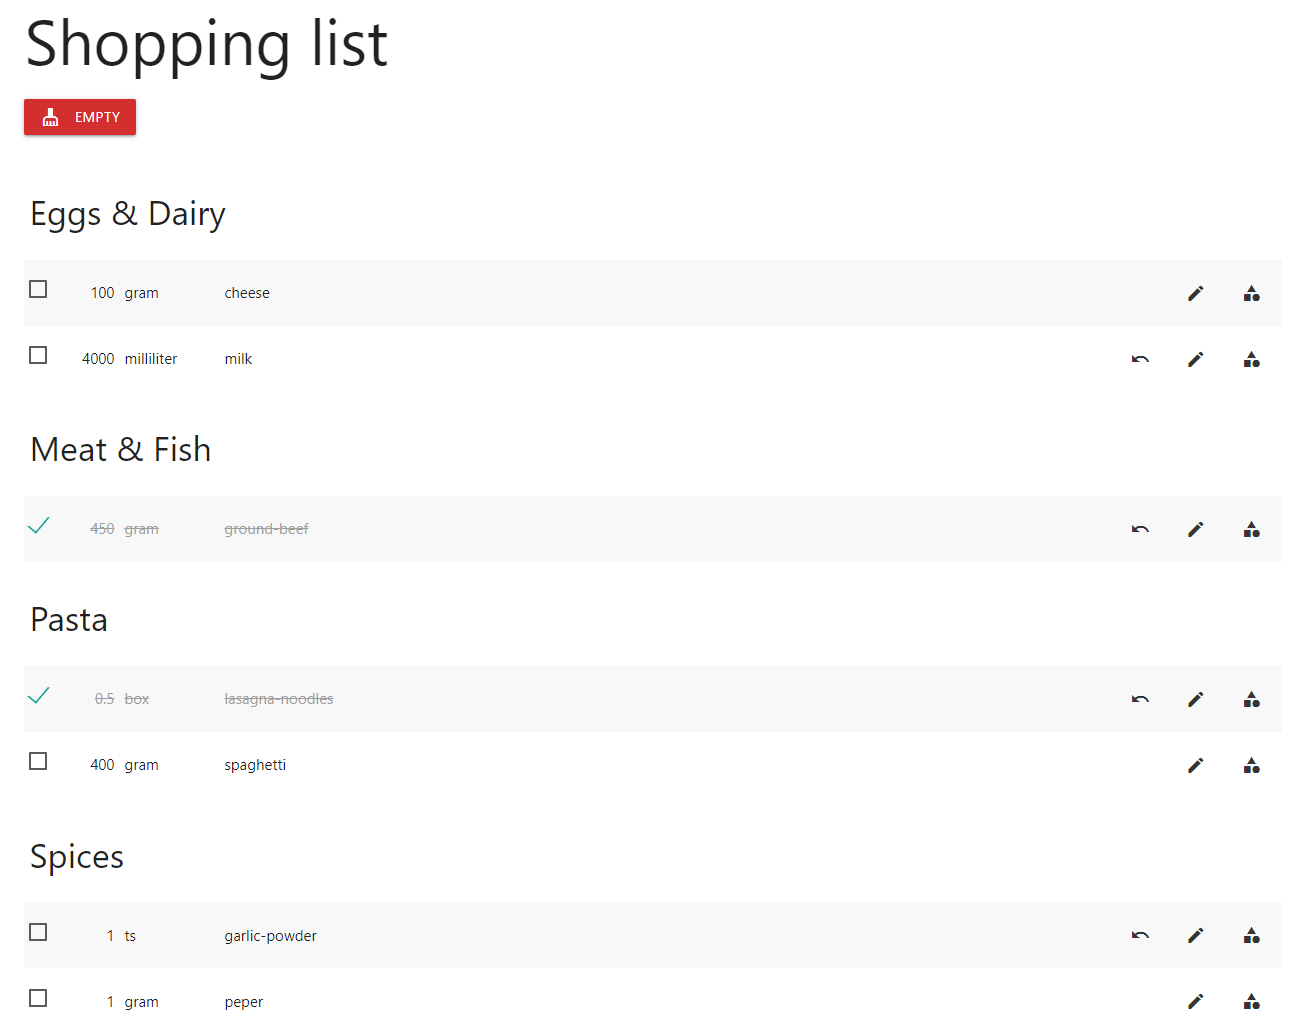 Shopping list
EMPTY
Eggs & Dairy
100 gram cheese
4000 milliliter milk
Meat & Fish
450 gram ground-beef
Pasta
0.5 box lasagna-noodles
400 gram spaghetti
Spices
1 ts garlic-powder
1 gram peper